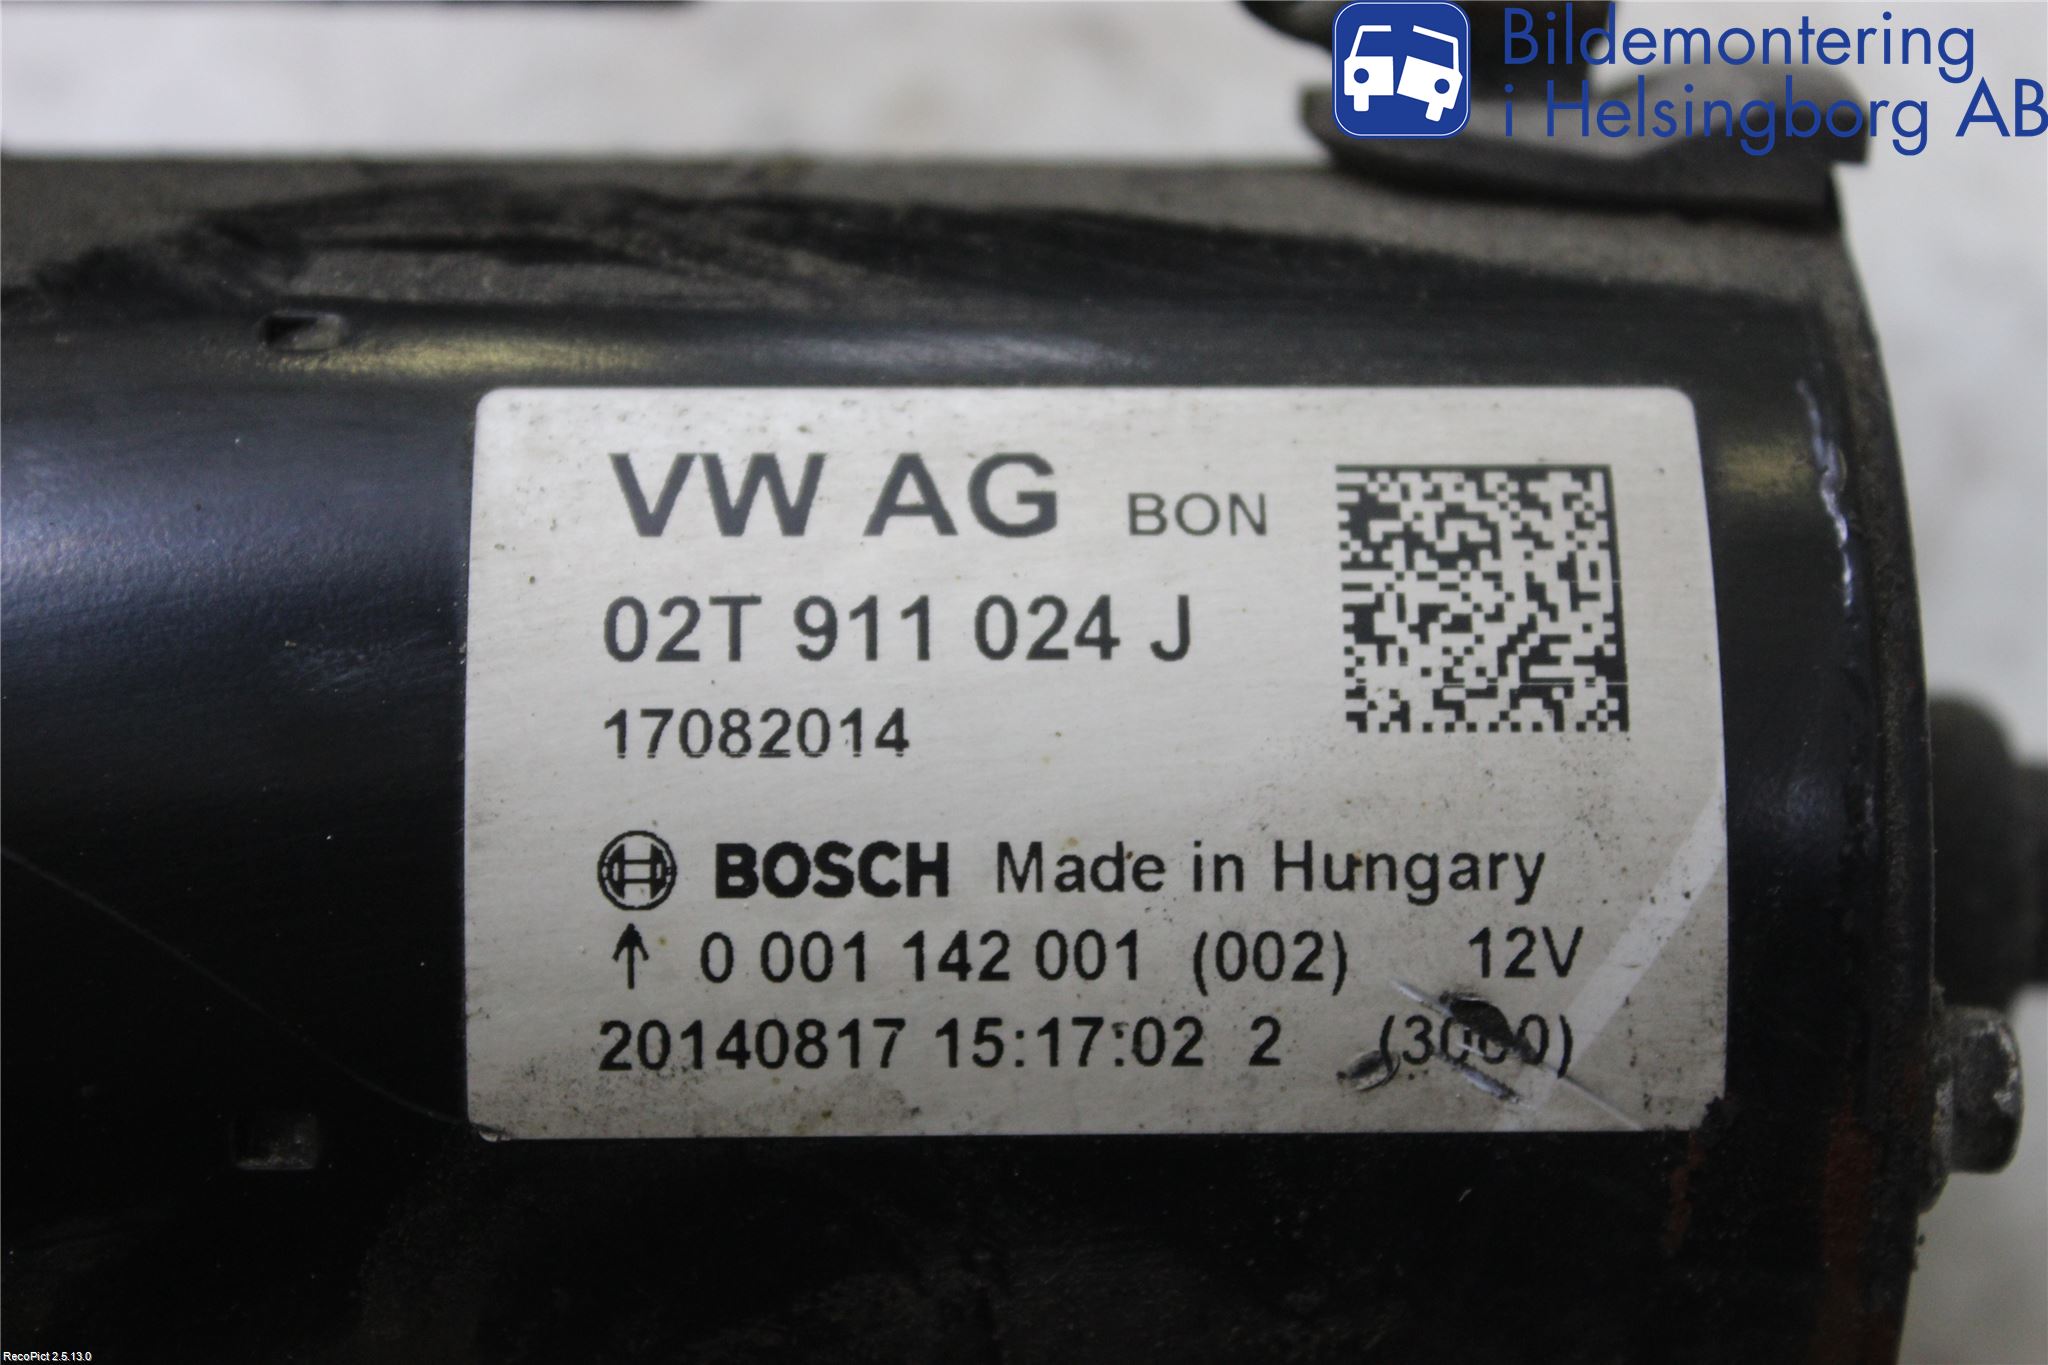 Bildemontering
i Helsingborg AB
VW AG BON
02T 911 024 J
17082014
BOSCH Made in Hungary
↑ 0 001 142 001 (002) 12V
20140817 15:17:02 2
RecoPict 2.5.13.0